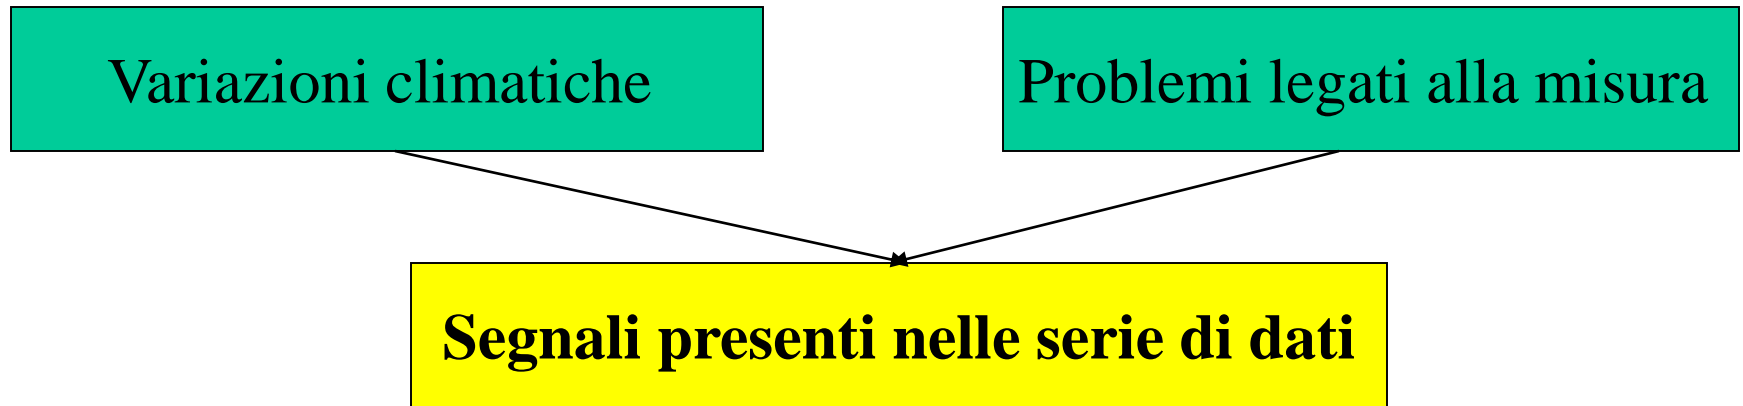 Variazioni climatiche
Problemi legati alla misura
Segnali presenti nelle serie di dati